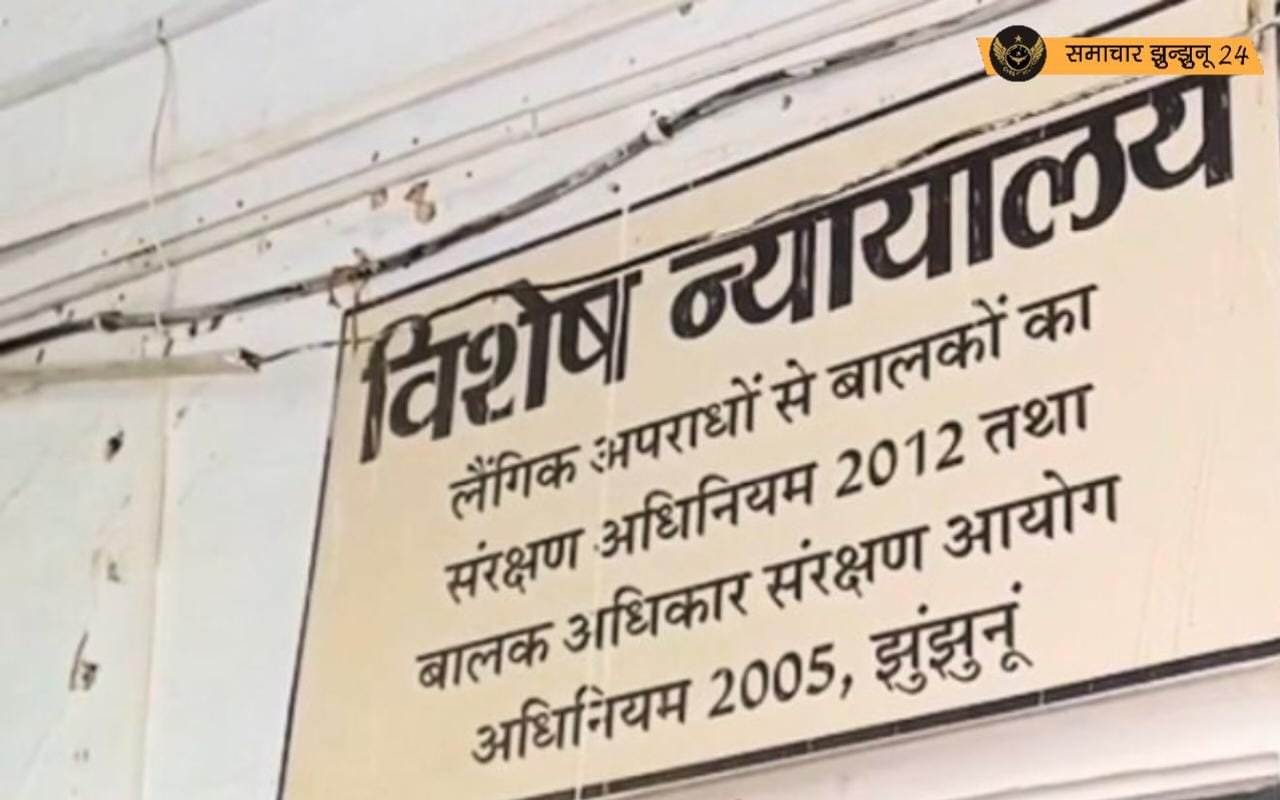 समाचार झुन्झुनू 24
विशेष न्यायालय
लैंगिक अपराधों से बालकों का
संरक्षण अधिनियम 2012 तथा
बालक अधिकार संरक्षण आयोग
अधिनियम 2005, झुंझुनूं